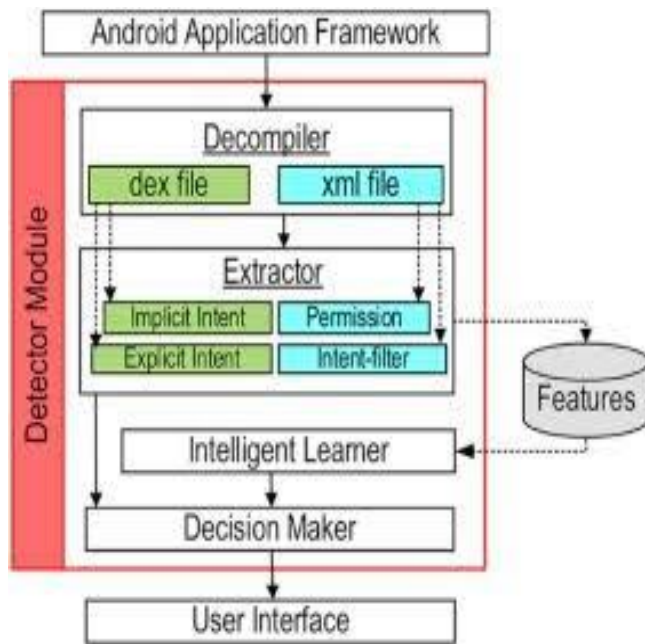 Android Application Framework
Detector Module
Decompiler
dex file
xml file
Extractor
Implicit Intent
Permission
Explicit Intent
Intent-filter
Features
Intelligent Learner
Decision Maker
User Interface